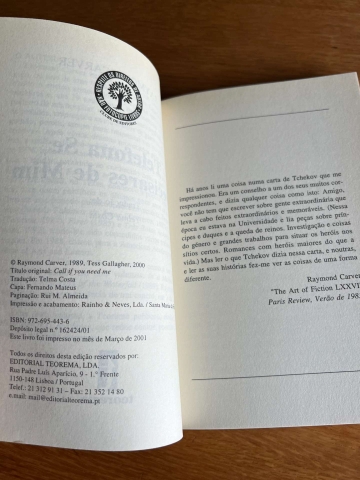 © Raymond Carver, 1989, Tess Gallagher, 2000
Título original: Call if you need me
Tradução: Telma Costa
Capa: Fernando Mateus
Paginação: Rui M. Almeida
Impressão e acabamento: Rainho & Neves, Lda. / Santa Maria
ISBN: 972-695-443-6
Depósito legal n.º 162424/01
Este livro foi impresso no mês de Março de 2001
Todos os direitos desta edição reservados por:
EDITORIAL TEOREMA, LDA.
Rua Padre Luís Aparício, 9 - 1.º Frente
1150-148 Lisboa / Portugal
Telef.: 21 312 91 31 – Fax: 21 352 14 80
e-mail: mail@editorialteorema.pt
Há anos li uma coisa numa carta de Tchekov que me
impressionou. Era um conselho a um dos seus muitos cor-
respondentes, e dizia qualquer coisa como isto: Amigo,
você não tem que escrever sobre gente extraordinária que
leva a cabo feitos extraordinários e memoráveis. (Nessa
época eu estava na Universidade e lia peças sobre prín-
cipes e duques e a queda de reinos. Investigação e coisas
do género e grandes trabalhos para situar os heróis nos
sítios certos. Romances com heróis maiores do que a
vida.) Mas ler o que Tchekov dizia nessa carta, e noutras,
e ler as suas histórias fez-me ver as coisas de uma forma
diferente.
Raymond Carver
"The Art of Fiction LXXVI
Paris Review, Verão de 198